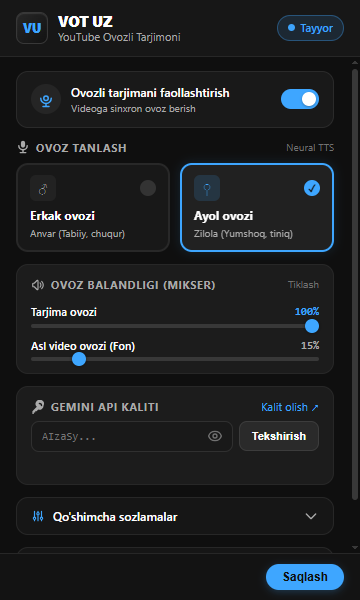 VU
VOT UZ
YouTube Ovozli Tarjimoni
Tayyor
Ovozli tarjimani faollashtirish
Videoga sinxron ovoz berish
OVOZ TANLASH
Neural TTS
Erkak ovozi
Anvar (Tabiiy, chuqur)
Ayol ovozi
Zilola (Yumshoq, tiniq)
OVOZ BALANDLIGI (MIKSER)
Tiklash
Tarjima ovozi
100%
Asl video ovozi (Fon)
15%
GEMINI API KALITI
Kalit olish ↗
AIzaSy...
Tekshirish
Qo'shimcha sozlamalar
Saqlash